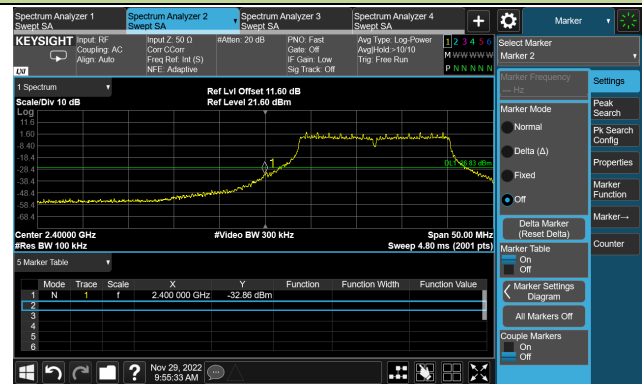 Spectrum Analyzer 1
Swept SA
Spectrum Analyzer 2
Swept SA
Spectrum Analyzer 3
Swept SA
Spectrum Analyzer 4
Swept SA
Marker
KEYSIGHT
LXI
Input: RF
Coupling: AC
Align: Auto
Input Z: 50 Ω
Corr CCorr
Freq Ref: Int (S)
NFE: Adaptive
#Atten: 20 dB
PNO: Fast
Gate: Off
IF Gain: Low
Sig Track: Off
Avg Type: Log-Power
Avg|Hold:>10/10
Trig: Free Run
1 2 3 4 5 6
M W W W W W
P N N N N N
Select Marker
Marker 2
1 Spectrum
Scale/Div 10 dB
Ref Lvl Offset 11.60 dB
Ref Level 21.60 dBm
Log
11.6
1.60
-8.40
-18.4
-28.4
-38.4
-48.4
-58.4
-68.4
1
Center 2.40000 GHz
#Res BW 100 kHz
#Video BW 300 kHz
Span 50.00 MHz
Sweep 4.80 ms (2001 pts)
5 Marker Table
Mode Trace Scale X Y Function Function Width Function Value
1 N 1 f 2.400 000 GHz -32.86 dBm
2
3
4
5
6
Marker Frequency
--- Hz
Marker Mode
Normal
Delta (Δ)
Fixed
Off
Delta Marker
(Reset Delta)
Marker Table
On
Off
Marker Settings
Diagram
All Markers Off
Couple Markers
On
Off
Settings
Peak
Search
Pk Search
Config
Properties
Marker
Function
Marker→
Counter
?
Nov 29, 2022
9:55:33 AM